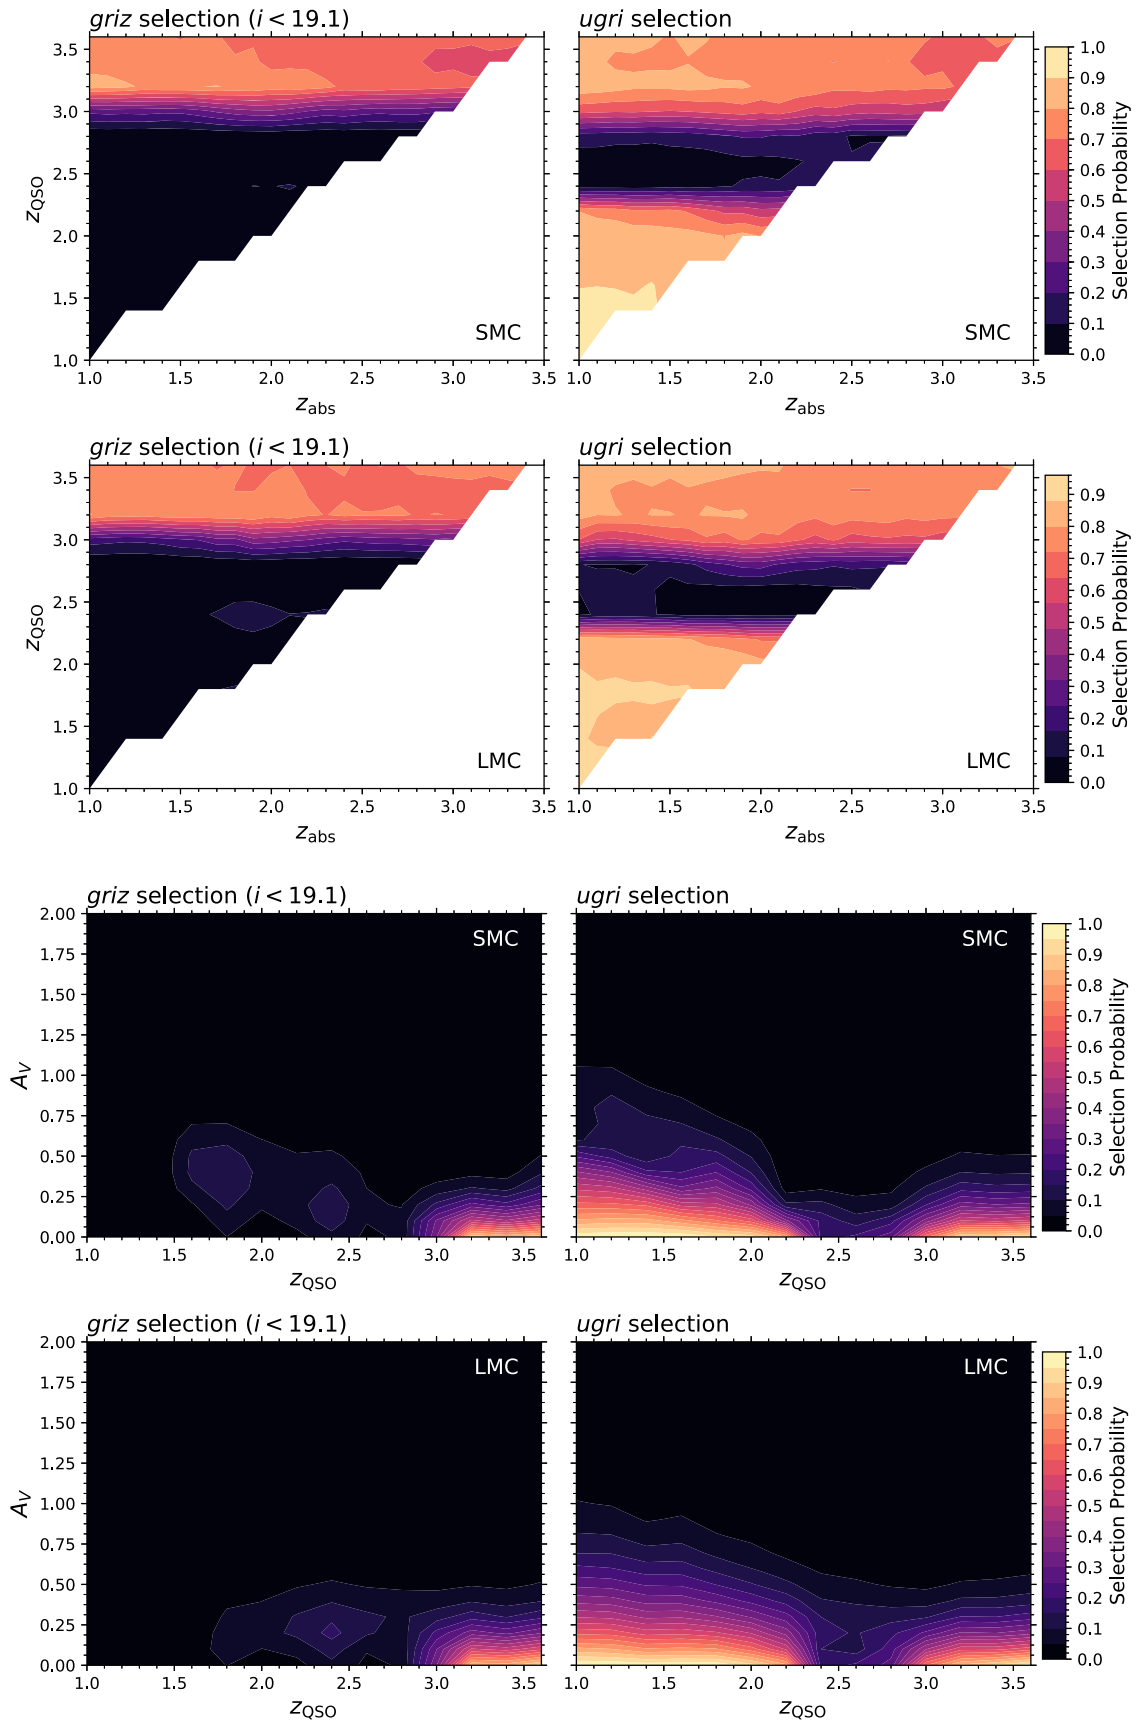 griz selection (i < 19.1)
ugri selection
3.5
3.0
2.5
2.0
1.5
1.0
zQSO
SMC
SMC
1.0 1.5 2.0 2.5 3.0 3.5
1.0 1.5 2.0 2.5 3.0 3.5
zabs
zabs
1.0
0.9
0.8
0.7
0.6
0.5
0.4
0.3
0.2
0.1
0.0
Selection Probability
griz selection (i < 19.1)
ugri selection
3.5
3.0
2.5
2.0
1.5
1.0
zQSO
LMC
LMC
1.0 1.5 2.0 2.5 3.0 3.5
1.0 1.5 2.0 2.5 3.0 3.5
zabs
zabs
0.9
0.8
0.7
0.6
0.5
0.4
0.3
0.2
0.1
0.0
Selection Probability
griz selection (i < 19.1)
ugri selection
2.00
1.75
1.50
1.25
1.00
0.75
0.50
0.25
0.00
AV
SMC
SMC
1.0 1.5 2.0 2.5 3.0 3.5
1.0 1.5 2.0 2.5 3.0 3.5
zQSO
zQSO
1.0
0.9
0.8
0.7
0.6
0.5
0.4
0.3
0.2
0.1
0.0
Selection Probability
griz selection (i < 19.1)
ugri selection
2.00
1.75
1.50
1.25
1.00
0.75
0.50
0.25
0.00
AV
LMC
LMC
1.0 1.5 2.0 2.5 3.0 3.5
1.0 1.5 2.0 2.5 3.0 3.5
zQSO
zQSO
1.0
0.9
0.8
0.7
0.6
0.5
0.4
0.3
0.2
0.1
0.0
Selection Probability